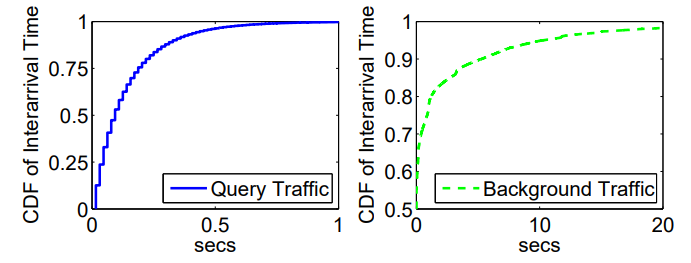 CDF of Interarrival Time
1
0.75
0.5
0.25
0
0
0.5
1
secs
Query Traffic
CDF of Interarrival Time
1
0.9
0.8
0.7
0.6
0.5
0
10
20
secs
Background Traffic